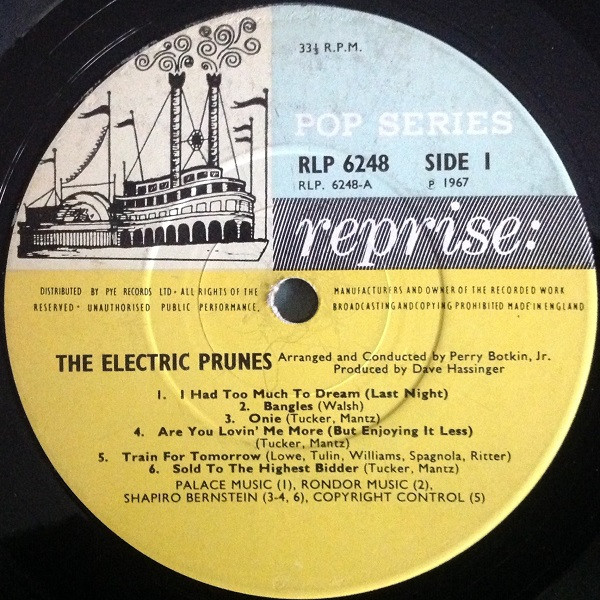 33⅓ R.P.M.
POP SERIES
RLP 6248 SIDE 1
RLP. 6248-A ℗ 1967
reprise:
DISTRIBUTED BY PYE RECORDS LTD · ALL RIGHTS OF THE MANUFACTURERS AND OWNER OF THE RECORDED WORK
RESERVED · UNAUTHORISED PUBLIC PERFORMANCE, BROADCASTING AND COPYING PROHIBITED MADE IN ENGLAND
THE ELECTRIC PRUNES Arranged and Conducted by Perry Botkin, Jr.
Produced by Dave Hassinger
1. I Had Too Much To Dream (Last Night)
2. Bangles (Walsh)
3. Onie (Tucker, Mantz)
4. Are You Lovin' Me More (But Enjoying It Less)
(Tucker, Mantz)
5. Train For Tomorrow (Lowe, Tulin, Williams, Spagnola, Ritter)
6. Sold To The Highest Bidder (Tucker, Mantz)
PALACE MUSIC (1), RONDOR MUSIC (2),
SHAPIRO BERNSTEIN (3-4, 6), COPYRIGHT CONTROL (5)